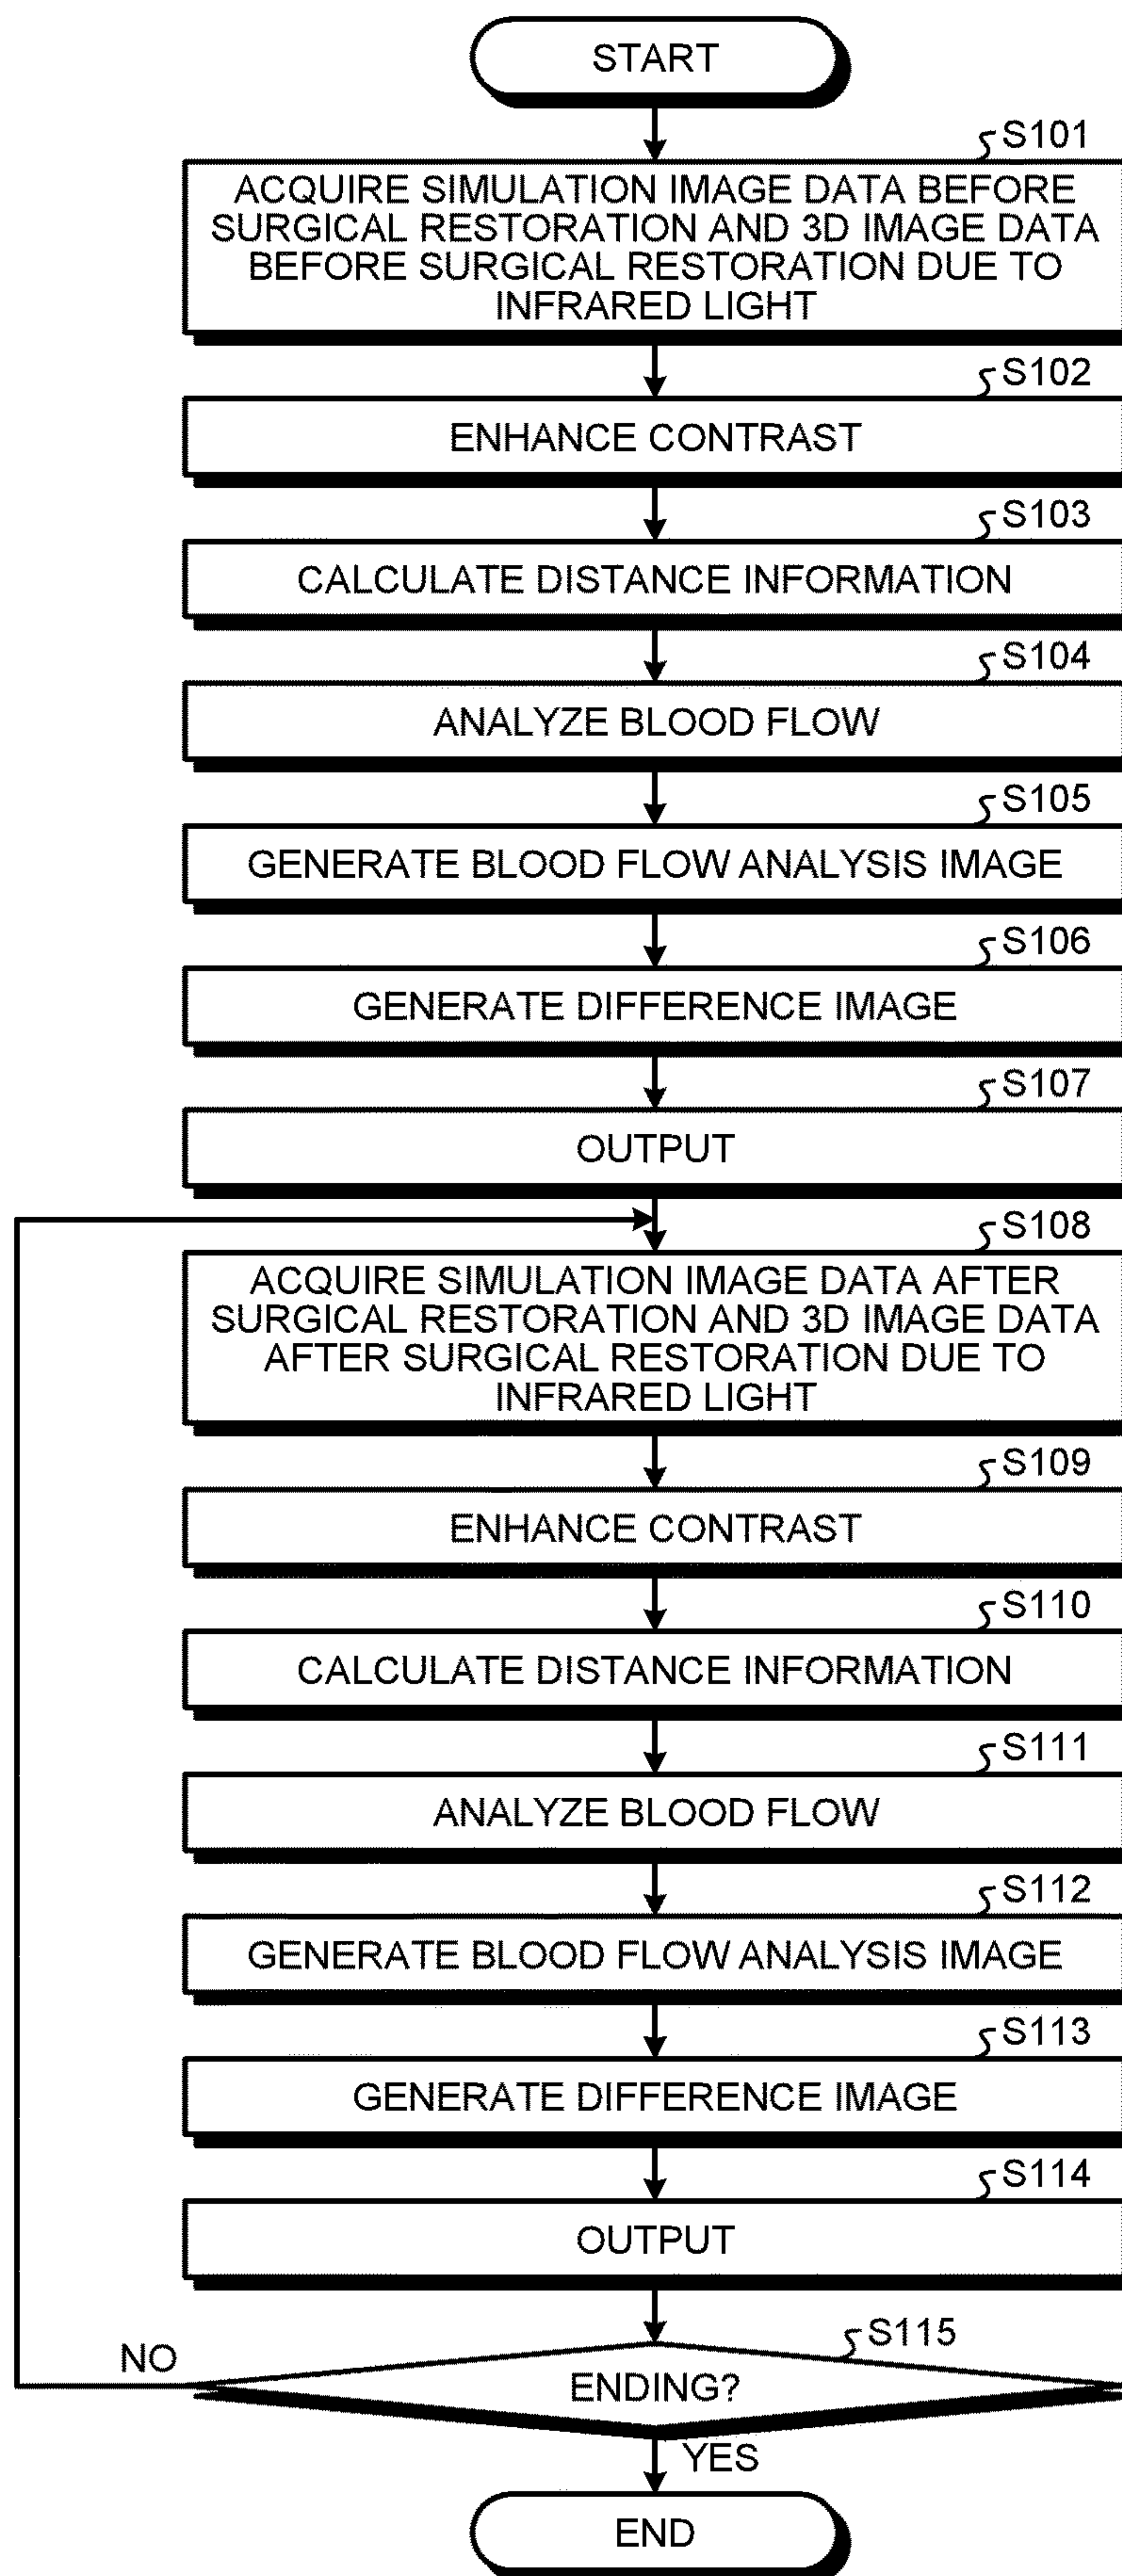 START
S101
ACQUIRE SIMULATION IMAGE DATA BEFORE
SURGICAL RESTORATION AND 3D IMAGE DATA
BEFORE SURGICAL RESTORATION DUE TO
INFRARED LIGHT
S102
ENHANCE CONTRAST
S103
CALCULATE DISTANCE INFORMATION
S104
ANALYZE BLOOD FLOW
S105
GENERATE BLOOD FLOW ANALYSIS IMAGE
S106
GENERATE DIFFERENCE IMAGE
S107
OUTPUT
S108
ACQUIRE SIMULATION IMAGE DATA AFTER
SURGICAL RESTORATION AND 3D IMAGE DATA
AFTER SURGICAL RESTORATION DUE TO
INFRARED LIGHT
S109
ENHANCE CONTRAST
S110
CALCULATE DISTANCE INFORMATION
S111
ANALYZE BLOOD FLOW
S112
GENERATE BLOOD FLOW ANALYSIS IMAGE
S113
GENERATE DIFFERENCE IMAGE
S114
OUTPUT
S115
NO
ENDING?
YES
END